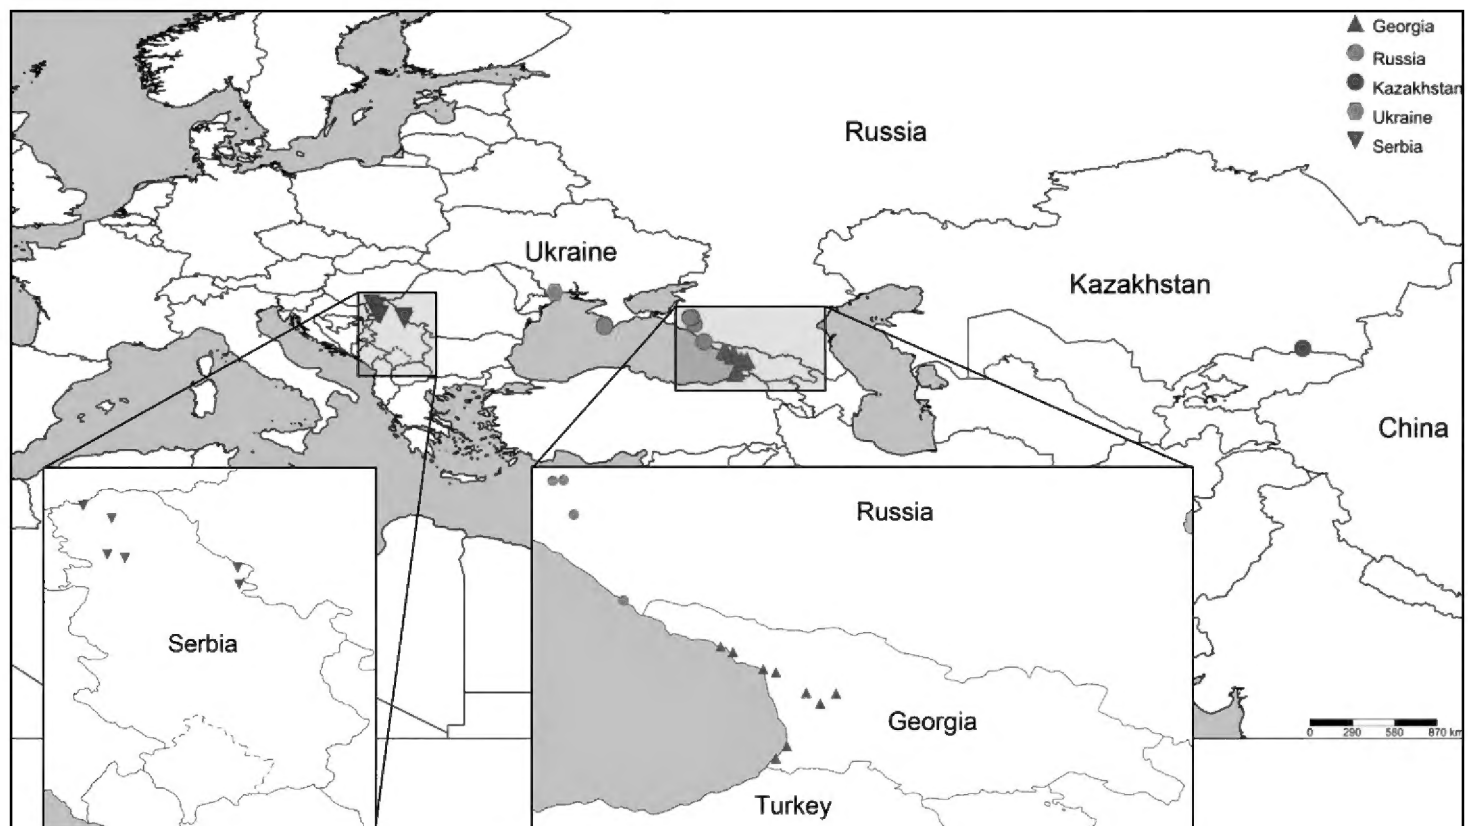 Georgia
Russia
Kazakhstan
Ukraine
Serbia
Russia
Ukraine
Kazakhstan
China
Russia
Serbia
Georgia
Turkey
0 290 580 870 km